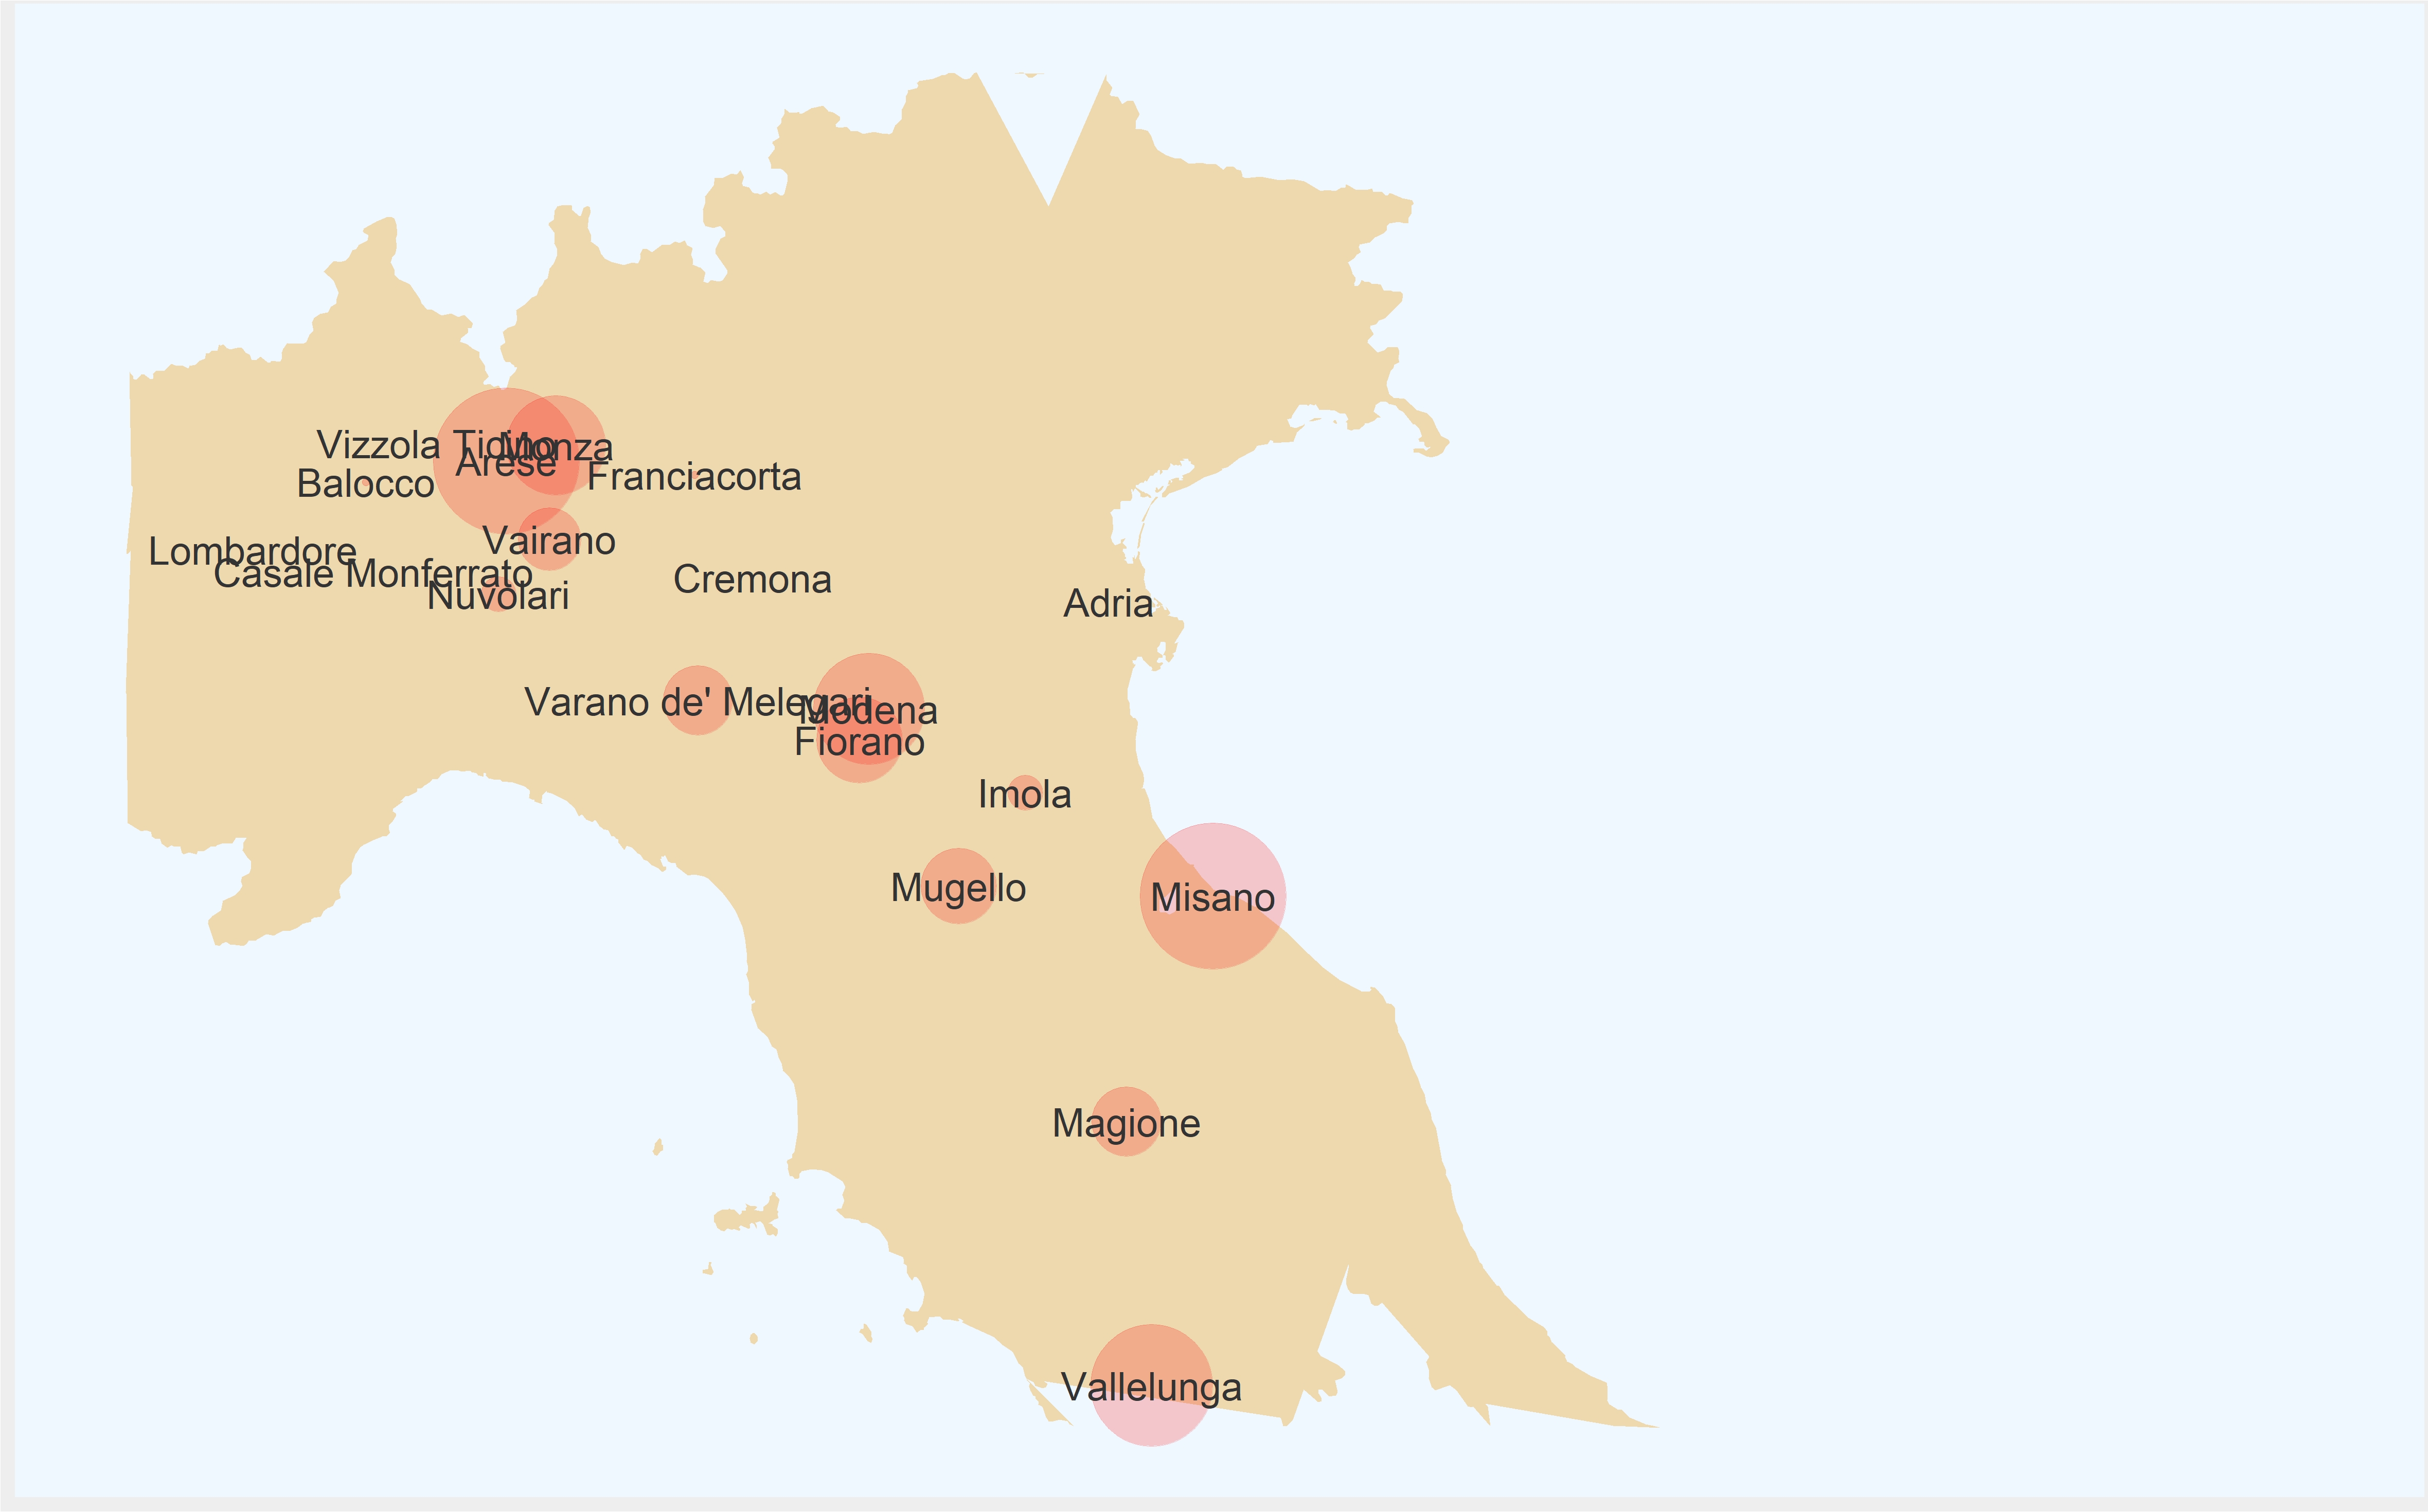 Vizzola Ticino
Monza
Arese
Franciacorta
Balocco
Vairano
Lombardore
Casale Monferrato
Cremona
Nuvolari
Adria
Varano de' Melegari
Modena
Fiorano
Imola
Mugello
Misano
Magione
Vallelunga